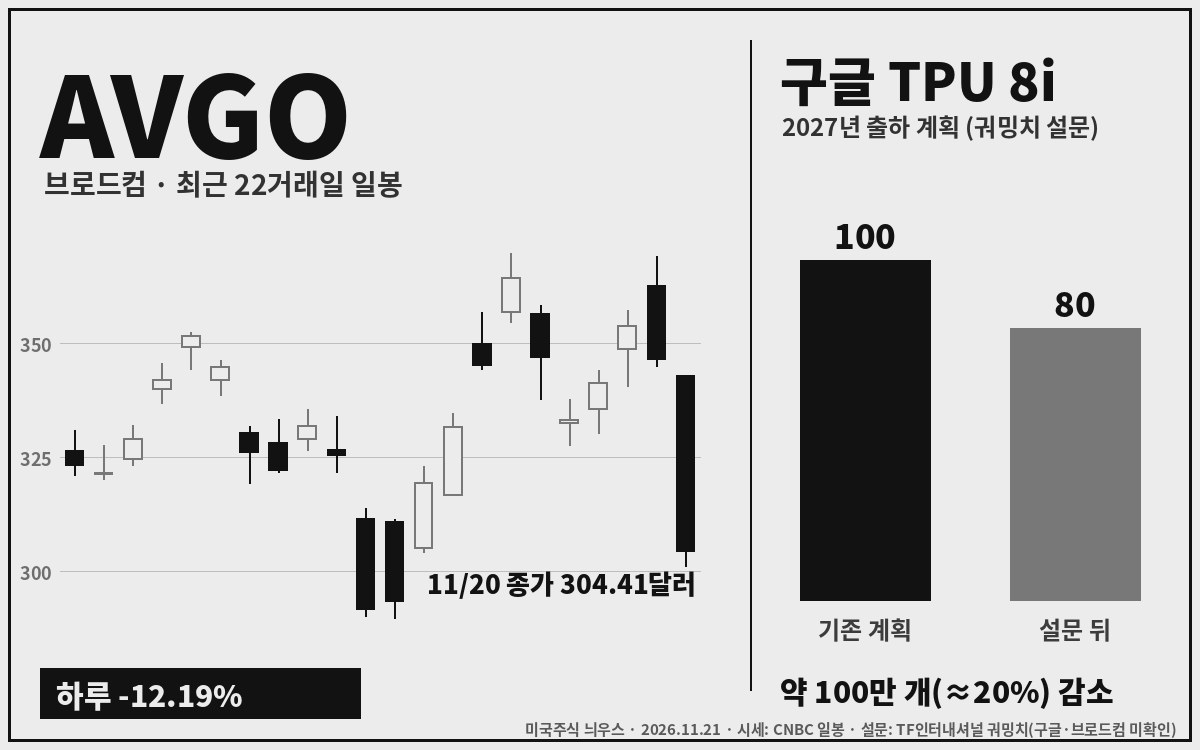 AVGO
브로드컴 · 최근 22거래일 일봉
350
325
300
11/20 종가 304.41달러
하루 -12.19%
구글 TPU 8i
2027년 출하 계획 (궈밍치 설문)
100
80
기존 계획
설문 뒤
약 100만 개(≈20%) 감소
미국주식 늬우스 · 2026.11.21 · 시세: CNBC 일봉 · 설문: TF인터내셔널 궈밍치(구글·브로드컴 미확인)